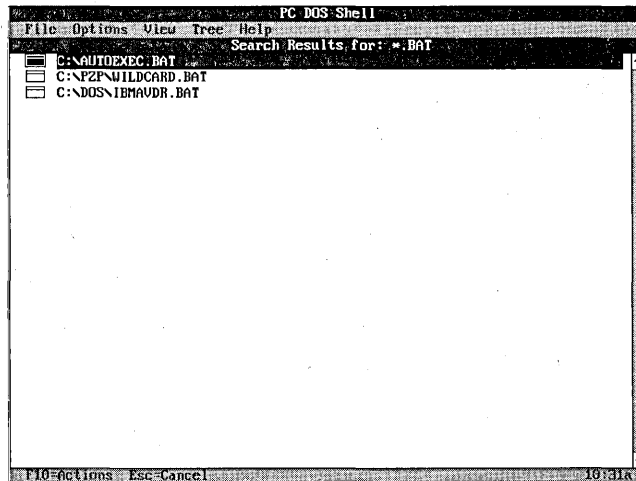 PC DOS Shell
File Options View Tree Help
Search Results for: *.BAT
C:\AUTOEXEC.BAT
C:\PZP\WILDCARD.BAT
C:\DOS\IBMAVDR.BAT
F10=Actions Esc=Cancel 10:31a